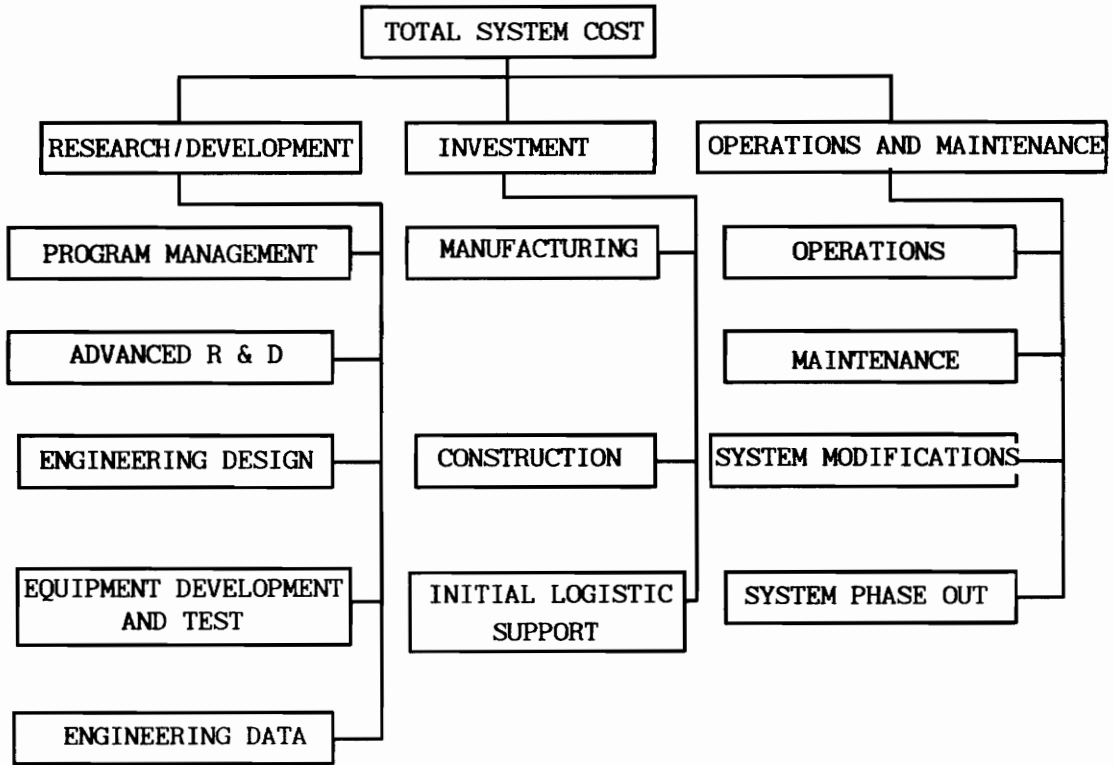 TOTAL SYSTEM COST
RESEARCH/DEVELOPMENT
INVESTMENT
OPERATIONS AND MAINTENANCE
PROGRAM MANAGEMENT
MANUFACTURING
OPERATIONS
ADVANCED R & D
MAINTENANCE
ENGINEERING DESIGN
CONSTRUCTION
SYSTEM MODIFICATIONS
EQUIPMENT DEVELOPMENT
AND TEST
INITIAL LOGISTIC
SUPPORT
SYSTEM PHASE OUT
ENGINEERING DATA